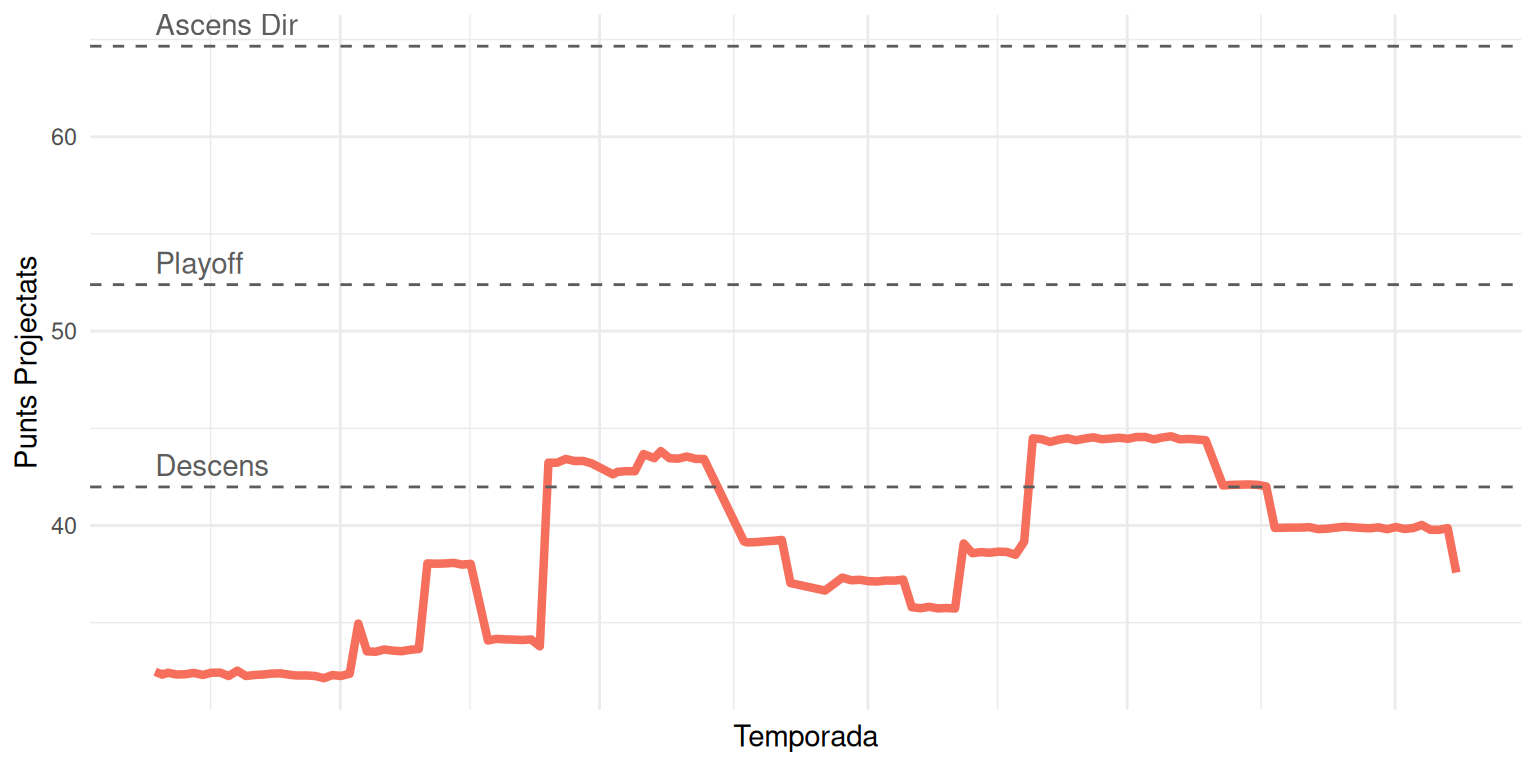 Ascens Dir
60
Playoff
50
Descens
40
Punts Projectats
Temporada